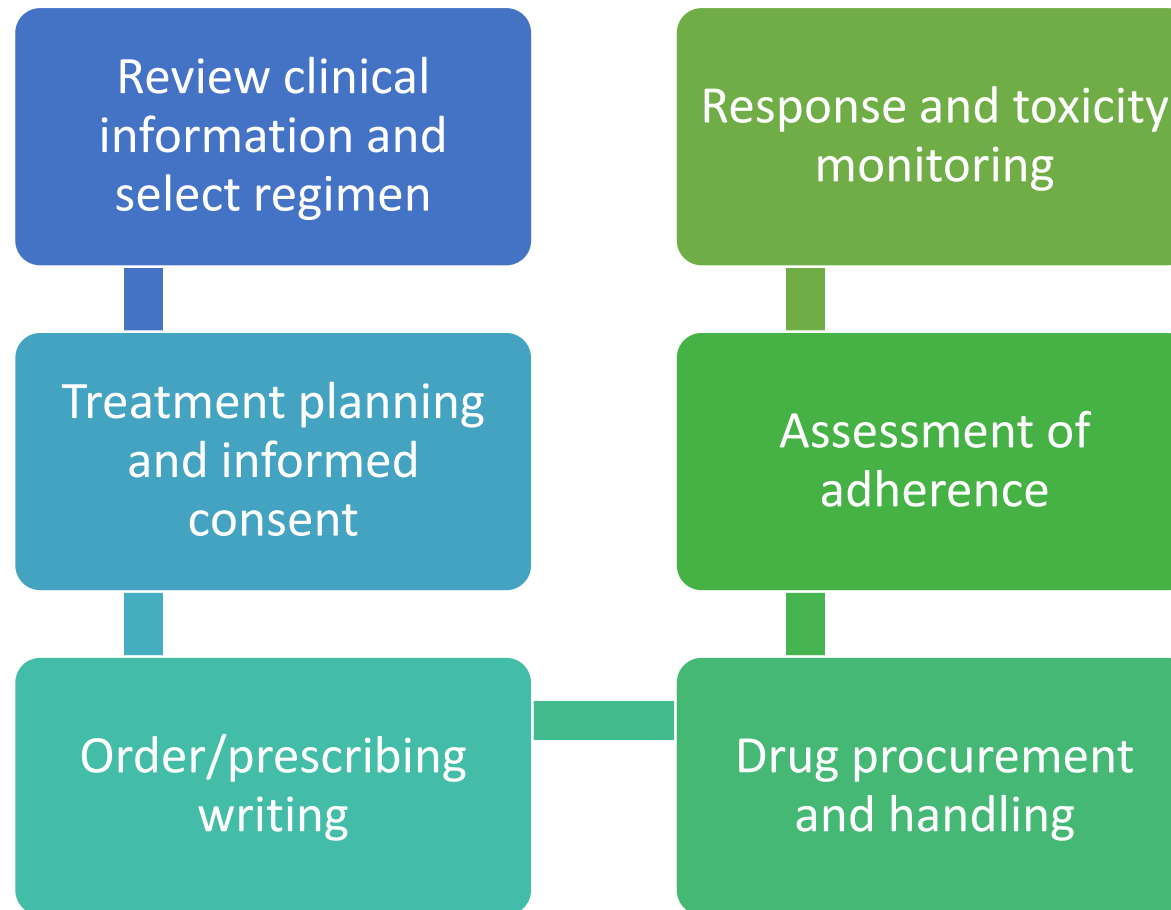 Review clinical
information and
select regimen
Treatment planning
and informed
consent
Order/prescribing
writing
Drug procurement
and handling
Assessment of
adherence
Response and toxicity
monitoring